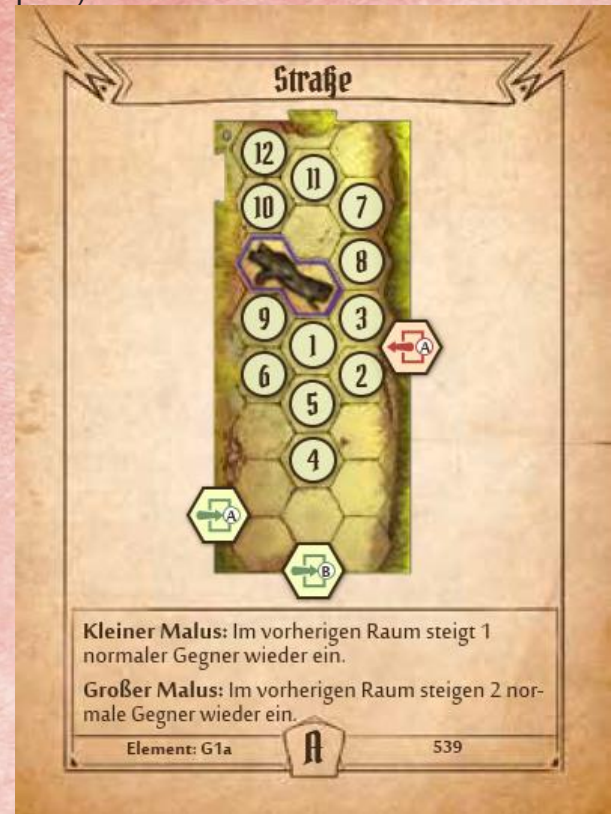 Straße
12
11
10
7
8
9
3
1
A
6
2
5
4
A
B
Kleiner Malus: Im vorherigen Raum steigt 1
normaler Gegner wieder ein.
Großer Malus: Im vorherigen Raum steigen 2 nor-
male Gegner wieder ein.
Element: G1a
A
539